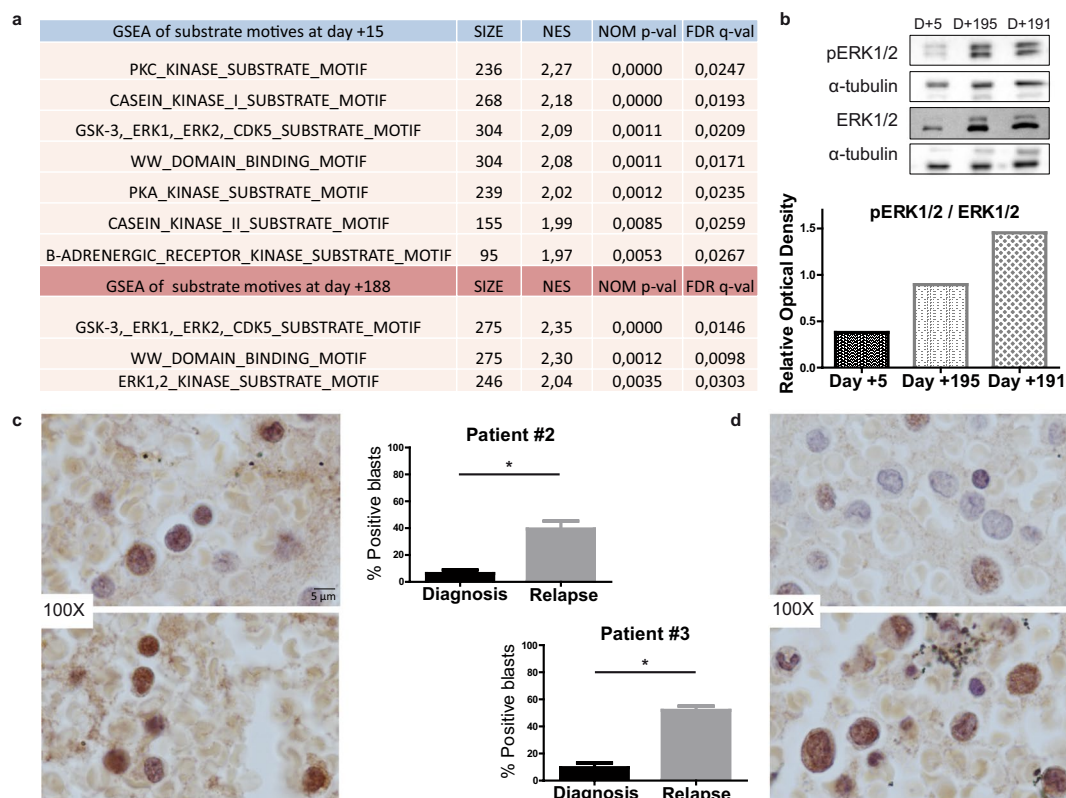 a
GSEA of substrate motives at day +15 SIZE NES NOM p-val FDR q-val
PKC_KINASE_SUBSTRATE_MOTIF 236 2,27 0,0000 0,0247
CASEIN_KINASE_I_SUBSTRATE_MOTIF 268 2,18 0,0000 0,0193
GSK-3,_ERK1,_ERK2,_CDK5_SUBSTRATE_MOTIF 304 2,09 0,0011 0,0209
WW_DOMAIN_BINDING_MOTIF 304 2,08 0,0011 0,0171
PKA_KINASE_SUBSTRATE_MOTIF 239 2,02 0,0012 0,0235
CASEIN_KINASE_II_SUBSTRATE_MOTIF 155 1,99 0,0085 0,0259
B-ADRENERGIC_RECEPTOR_KINASE_SUBSTRATE_MOTIF 95 1,97 0,0053 0,0267
GSEA of substrate motives at day +188 SIZE NES NOM p-val FDR q-val
GSK-3,_ERK1,_ERK2,_CDK5_SUBSTRATE_MOTIF 275 2,35 0,0000 0,0146
WW_DOMAIN_BINDING_MOTIF 275 2,30 0,0012 0,0098
ERK1,2_KINASE_SUBSTRATE_MOTIF 246 2,04 0,0035 0,0303
b
D+5 D+195 D+191
pERK1/2
α-tubulin
ERK1/2
α-tubulin
pERK1/2 / ERK1/2
Relative Optical Density
1.5
1.0
0.5
0.0
Day +5 Day +195 Day +191
c
5 µm
100X
Patient #2
% Positive blasts
100
80
60
40
20
0
*
Diagnosis Relapse
Patient #3
% Positive blasts
100
80
60
40
20
0
*
Diagnosis Relapse
d
100X